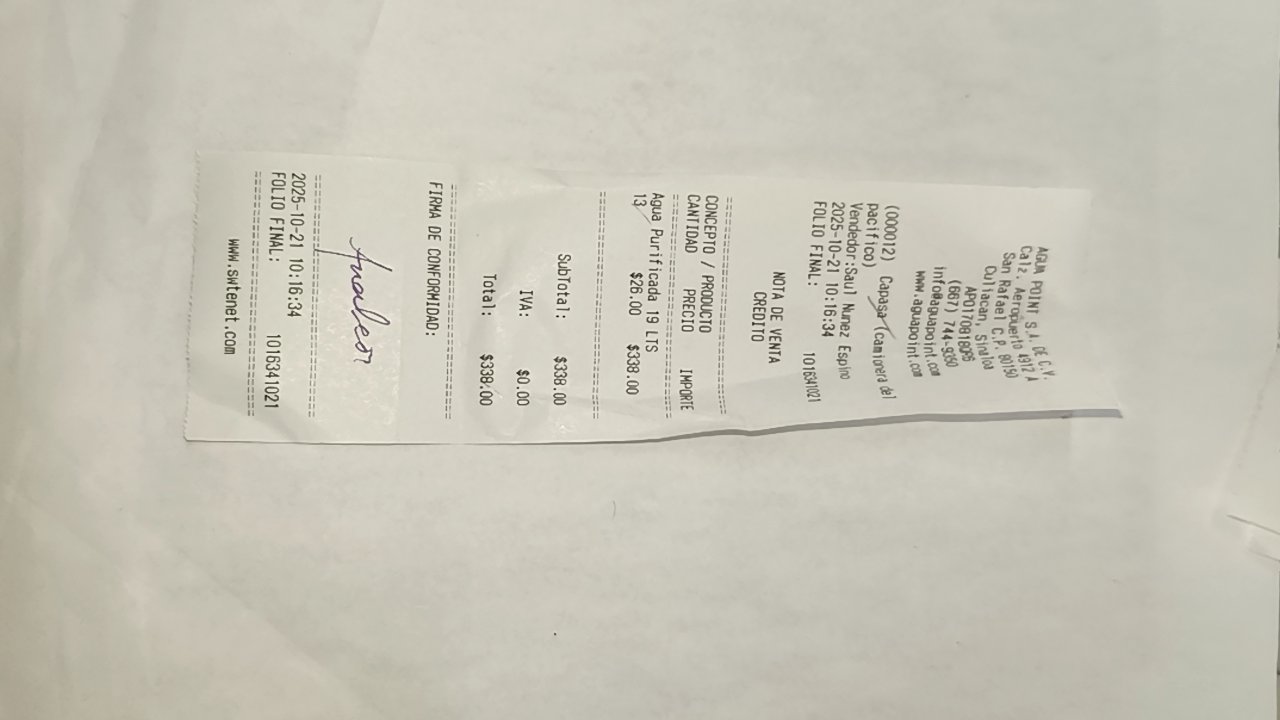 AGUA POINT S.A. DE C.V.
Calz. Aeropuerto 4912 A
San Rafael C.P. 80150
Culiacan, Sinaloa
APO170818QD8
(667) 744-9350
info@aguapoint.com
www.aguapoint.com
(000012) Capasa (camionera del
pacifico)
Vendedor:Saul Nunez Espino
2025-10-21 10:16:34
FOLIO FINAL: 1016341021
NOTA DE VENTA
CREDITO
CONCEPTO / PRODUCTO
CANTIDAD PRECIO IMPORTE
Agua Purificada 19 LTS
13 $26.00 $338.00
SubTotal: $338.00
IVA: $0.00
Total: $338.00
FIRMA DE CONFORMIDAD:
2025-10-21 10:16:34
FOLIO FINAL: 1016341021
www.swtenet.com